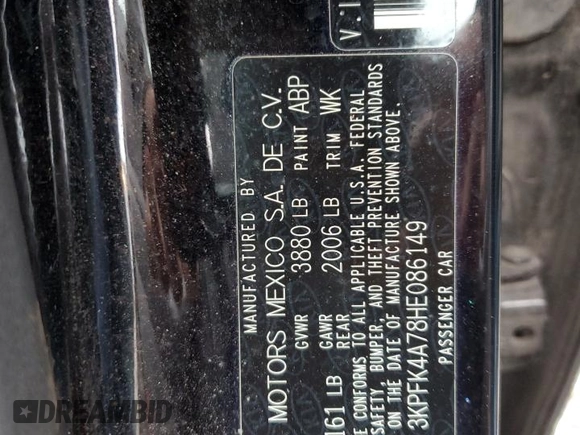 MANUFACTURED BY
MOTORS MEXICO S.A. DE C.V.
GVWR 3880 LB PAINT ABP
161 LB GAWR REAR 2006 LB TRIM WK
CONFORMS TO ALL APPLICABLE U.S.A. FEDERAL
SAFETY, BUMPER, AND THEFT PREVENTION STANDARDS
ON THE DATE OF MANUFACTURE SHOWN ABOVE.
3KPFK4A78HE086149
PASSENGER CAR
DREAMBID